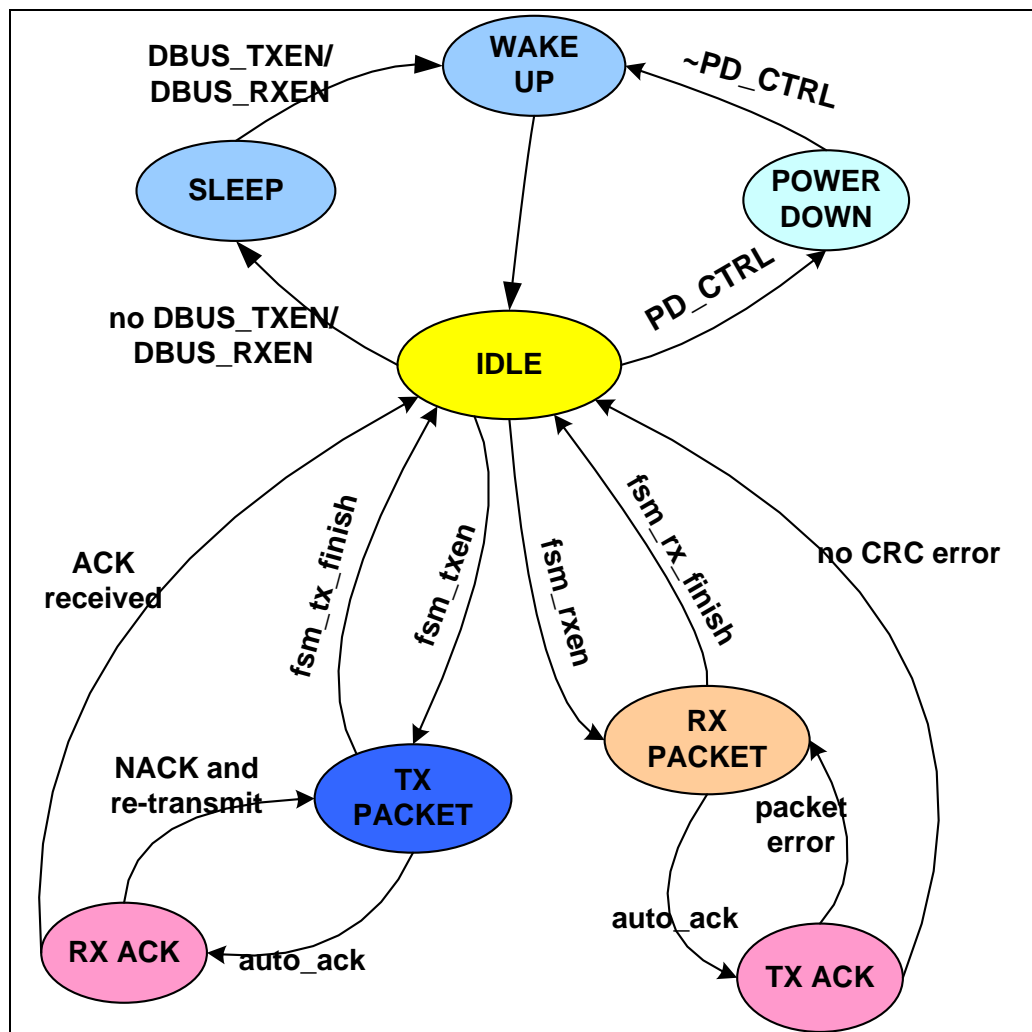 DBUS_TXEN/
DBUS_RXEN
WAKE
UP
~PD_CTRL
SLEEP
POWER
DOWN
no DBUS_TXEN/
DBUS_RXEN
PD_CTRL
IDLE
ACK
received
fsm_tx_finish
fsm_txen
fsm_rxen
fsm_rx_finish
no CRC error
NACK and
re-transmit
TX
PACKET
RX
PACKET
packet
error
RX ACK
auto_ack
auto_ack
TX ACK